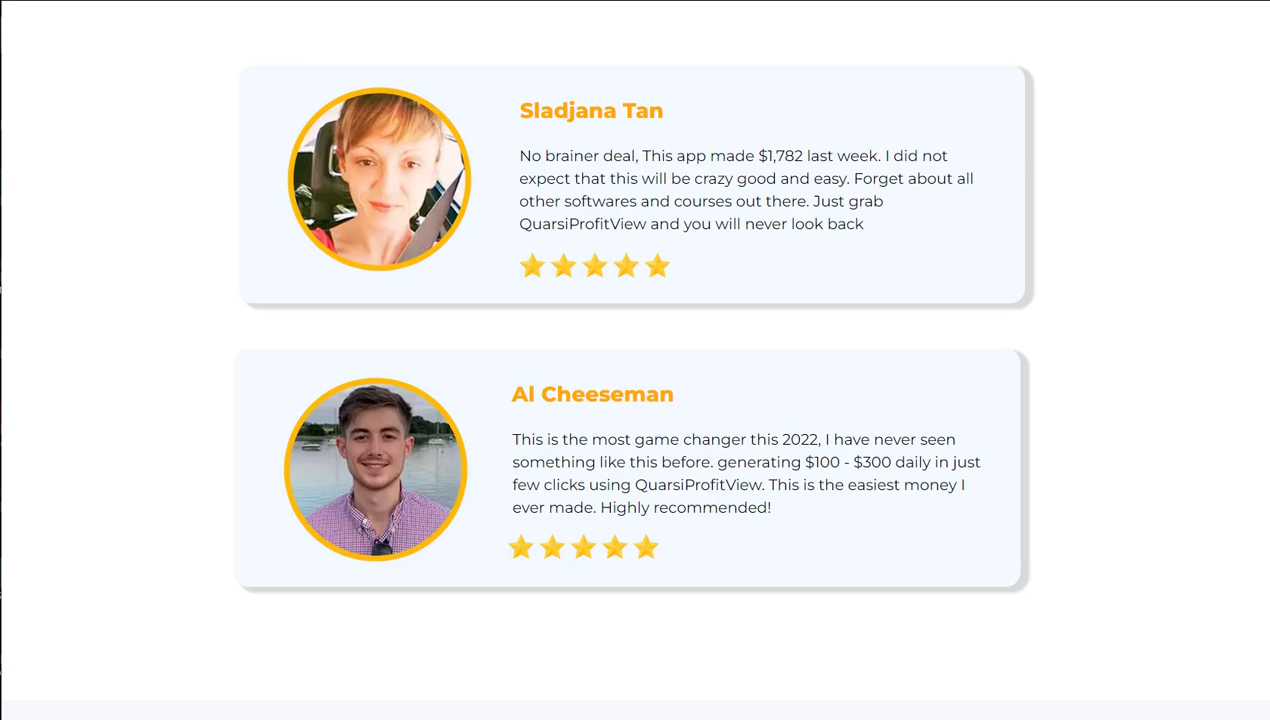 Sladjana Tan
No brainer deal, This app made $1,782 last week. I did not
expect that this will be crazy good and easy. Forget about all
other softwares and courses out there. Just grab
QuarsiProfitView and you will never look back
Al Cheeseman
This is the most game changer this 2022, I have never seen
something like this before. generating $100 - $300 daily in just
few clicks using QuarsiProfitView. This is the easiest money I
ever made. Highly recommended!